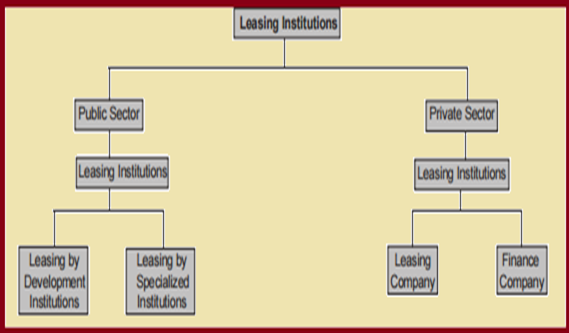 Leasing Institutions
Public Sector
Private Sector
Leasing Institutions
Leasing Institutions
Leasing by
Development
Institutions
Leasing by
Specialized
Institutions
Leasing
Company
Finance
Company